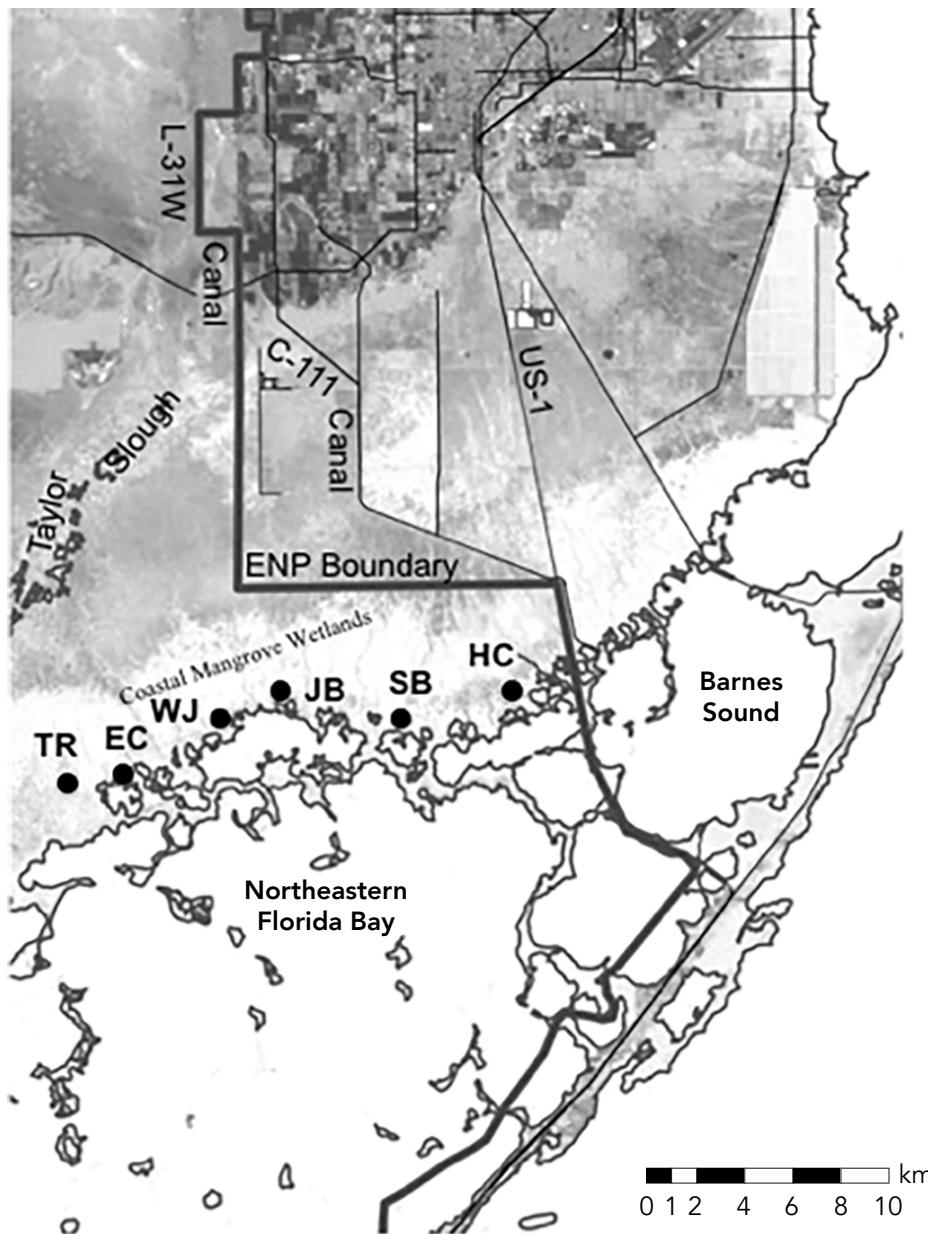 L-31W
Canal
C-111
Canal
US-1
Taylor
Slough
ENP Boundary
Coastal Mangrove Wetlands
HC
JB
SB
WJ
TR
EC
Barnes
Sound
Northeastern
Florida Bay
km
0 1 2 4 6 8 10